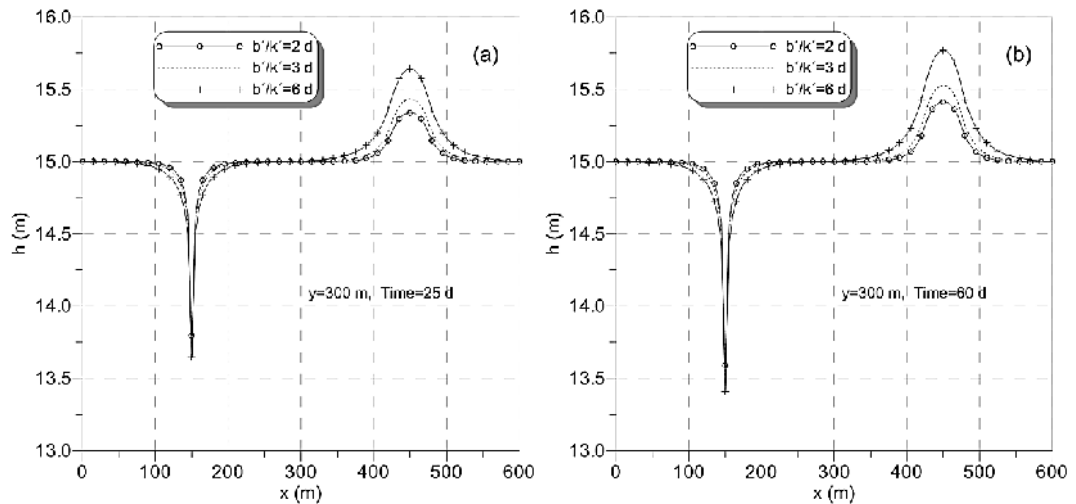 16.0
b´/k´=2 d
b´/k´=3 d
b´/k´=6 d
(a)
15.5
15.0
14.5
14.0
13.5
13.0
h (m)
y=300 m, Time=25 d
0 100 200 300 400 500 600
x (m)
16.0
b´/k´=2 d
b´/k´=3 d
b´/k´=6 d
(b)
15.5
15.0
14.5
14.0
13.5
13.0
h (m)
y=300 m, Time=60 d
0 100 200 300 400 500 600
x (m)